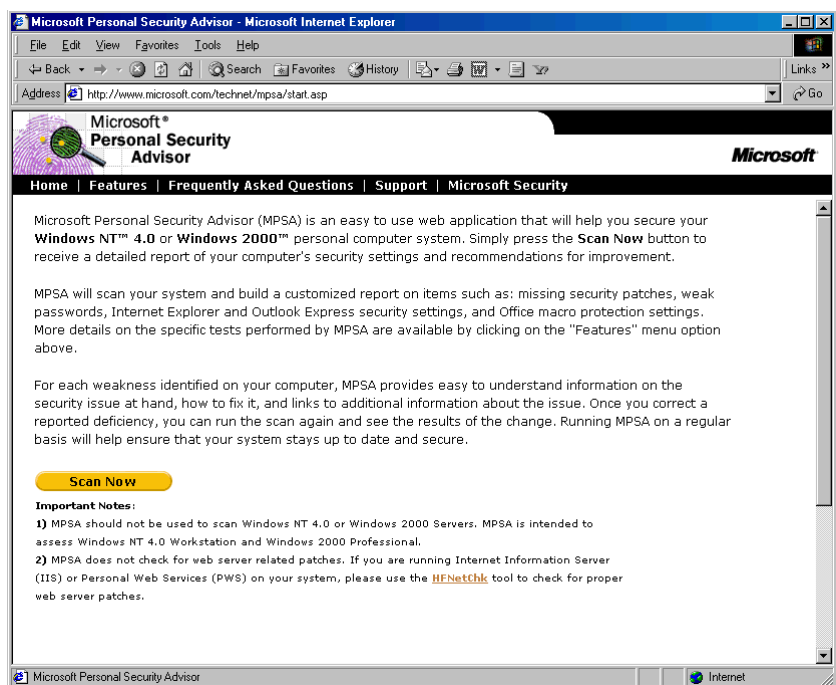 Microsoft Personal Security Advisor - Microsoft Internet Explorer
File Edit View Favorites Tools Help
Back Search Favorites History Links »
Address http://www.microsoft.com/technet/mpsa/start.asp Go
Microsoft®
Personal Security
Advisor
Microsoft
Home | Features | Frequently Asked Questions | Support | Microsoft Security
Microsoft Personal Security Advisor (MPSA) is an easy to use web application that will help you secure your
Windows NT™ 4.0 or Windows 2000™ personal computer system. Simply press the Scan Now button to
receive a detailed report of your computer's security settings and recommendations for improvement.
MPSA will scan your system and build a customized report on items such as: missing security patches, weak
passwords, Internet Explorer and Outlook Express security settings, and Office macro protection settings.
More details on the specific tests performed by MPSA are available by clicking on the "Features" menu option
above.
For each weakness identified on your computer, MPSA provides easy to understand information on the
security issue at hand, how to fix it, and links to additional information about the issue. Once you correct a
reported deficiency, you can run the scan again and see the results of the change. Running MPSA on a regular
basis will help ensure that your system stays up to date and secure.
Scan Now
Important Notes:
1) MPSA should not be used to scan Windows NT 4.0 or Windows 2000 Servers. MPSA is intended to
assess Windows NT 4.0 Workstation and Windows 2000 Professional.
2) MPSA does not check for web server related patches. If you are running Internet Information Server
(IIS) or Personal Web Services (PWS) on your system, please use the HFNetChk tool to check for proper
web server patches.
Microsoft Personal Security Advisor Internet